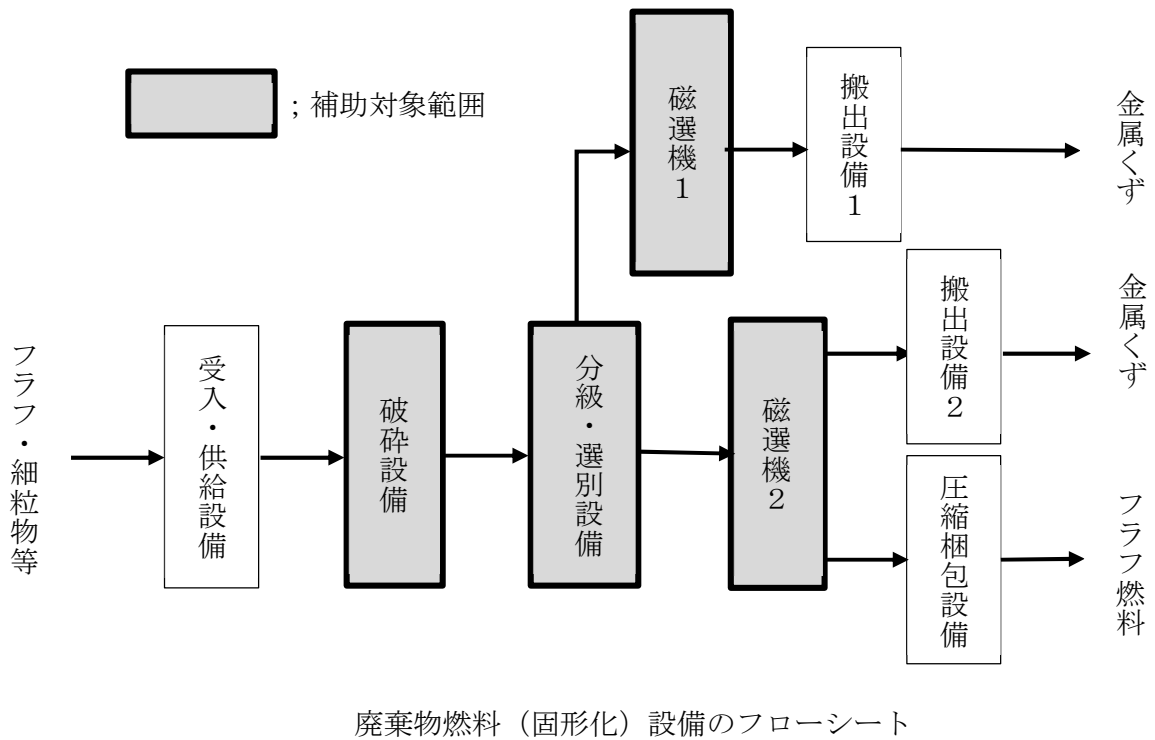 ；補助対象範囲
磁選機１
搬出設備１
金属くず
搬出設備２
金属くず
フラフ・細粒物等
受入・供給設備
破砕設備
分級・選別設備
磁選機２
圧縮梱包設備
フラフ燃料
廃棄物燃料（固形化）設備のフローシート